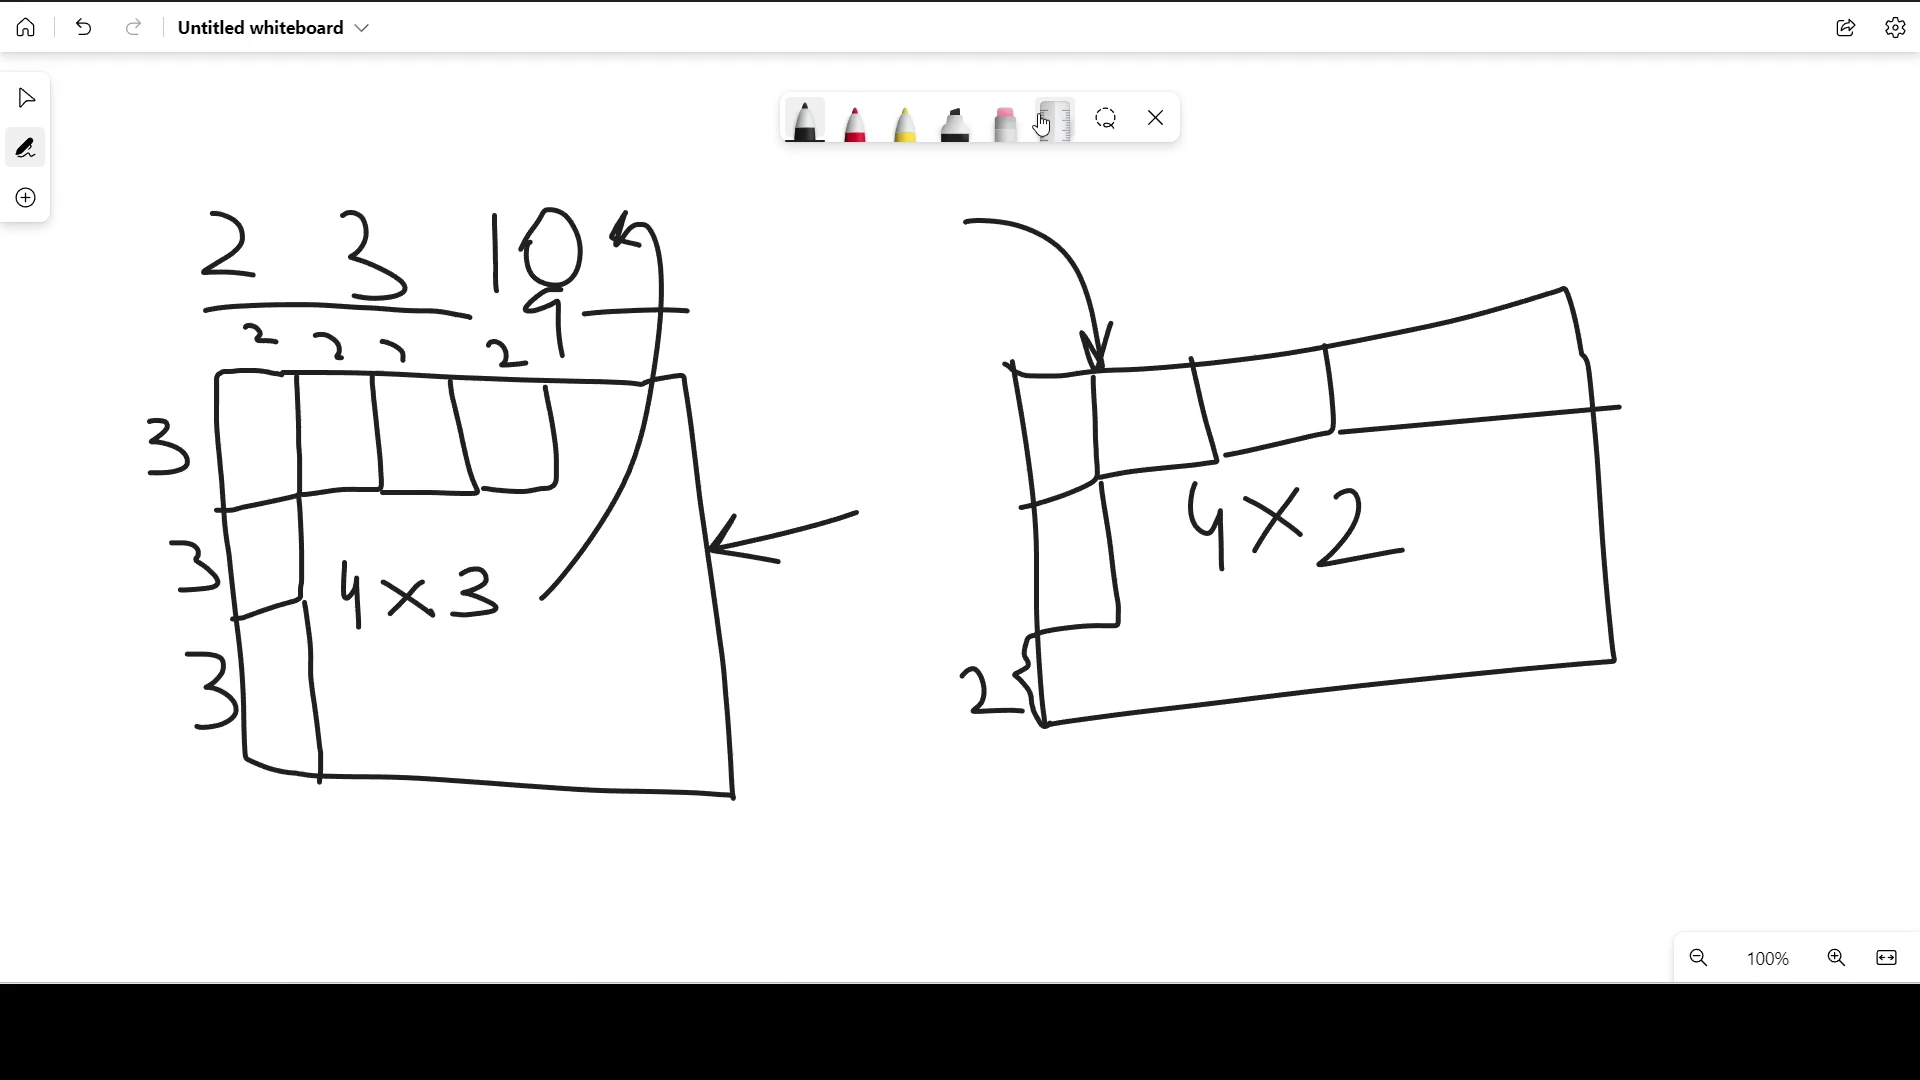 Untitled whiteboard
2 3 10
9
2 2 2 2
3
3
4 x 3
3
4 x 2
2
100%